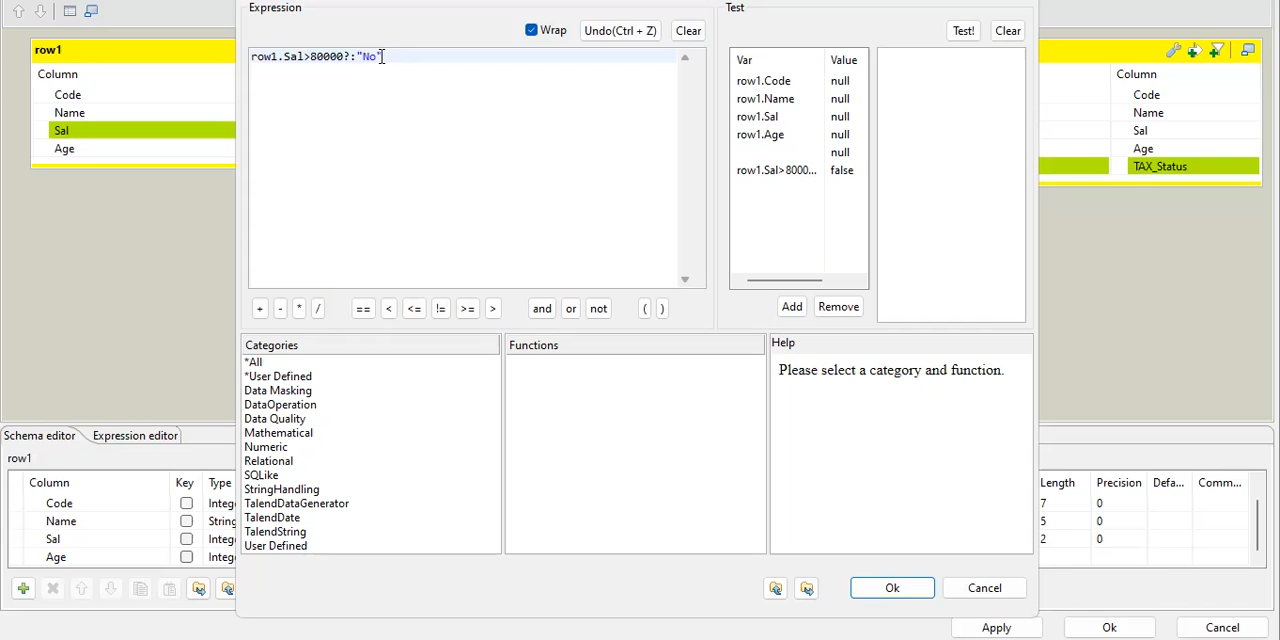 Expression
Wrap
Undo(Ctrl + Z)
Clear
row1.Sal>80000?:"No"
+ - * / == < <= != >= > and or not ( )
Test
Test!
Clear
Var Value
row1.Code null
row1.Name null
row1.Sal null
row1.Age null
null
row1.Sal>8000... false
Add
Remove
row1
Column
Code
Name
Sal
Age
Column
Code
Name
Sal
Age
TAX_Status
Categories
*All
*User Defined
Data Masking
DataOperation
Data Quality
Mathematical
Numeric
Relational
SQLike
StringHandling
TalendDataGenerator
TalendDate
TalendString
User Defined
Functions
Help
Please select a category and function.
Ok
Cancel
Schema editor
Expression editor
row1
Column Key Type
Code Intege
Name String
Sal Intege
Age Intege
Length Precision Defa... Comm...
7 0
5 0
2 0
Apply
Ok
Cancel